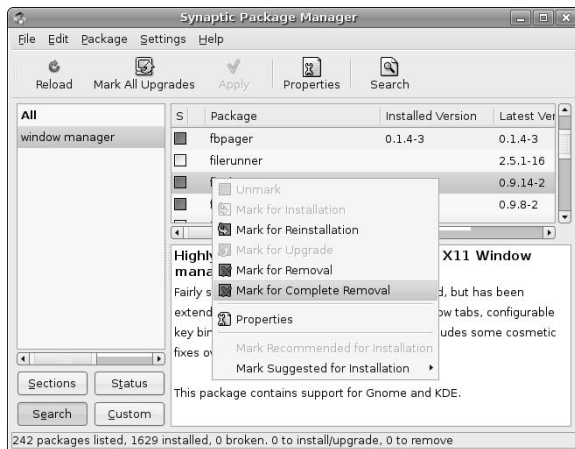 Synaptic Package Manager
File Edit Package Settings Help
Reload Mark All Upgrades Apply Properties Search
All
window manager
S Package Installed Version Latest Ver
fbpager 0.1.4-3 0.1.4-3
filerunner 2.5.1-16
0.9.14-2
0.9.8-2
Unmark
Mark for Installation
Mark for Reinstallation
Mark for Upgrade
Mark for Removal
Mark for Complete Removal
Properties
Mark Recommended for Installation
Mark Suggested for Installation
Highly X11 Window
mana
Fairly s d, but has been
extend ow tabs, configurable
key bin udes some cosmetic
fixes ov
This package contains support for Gnome and KDE.
Sections Status
Search Custom
242 packages listed, 1629 installed, 0 broken. 0 to install/upgrade, 0 to remove